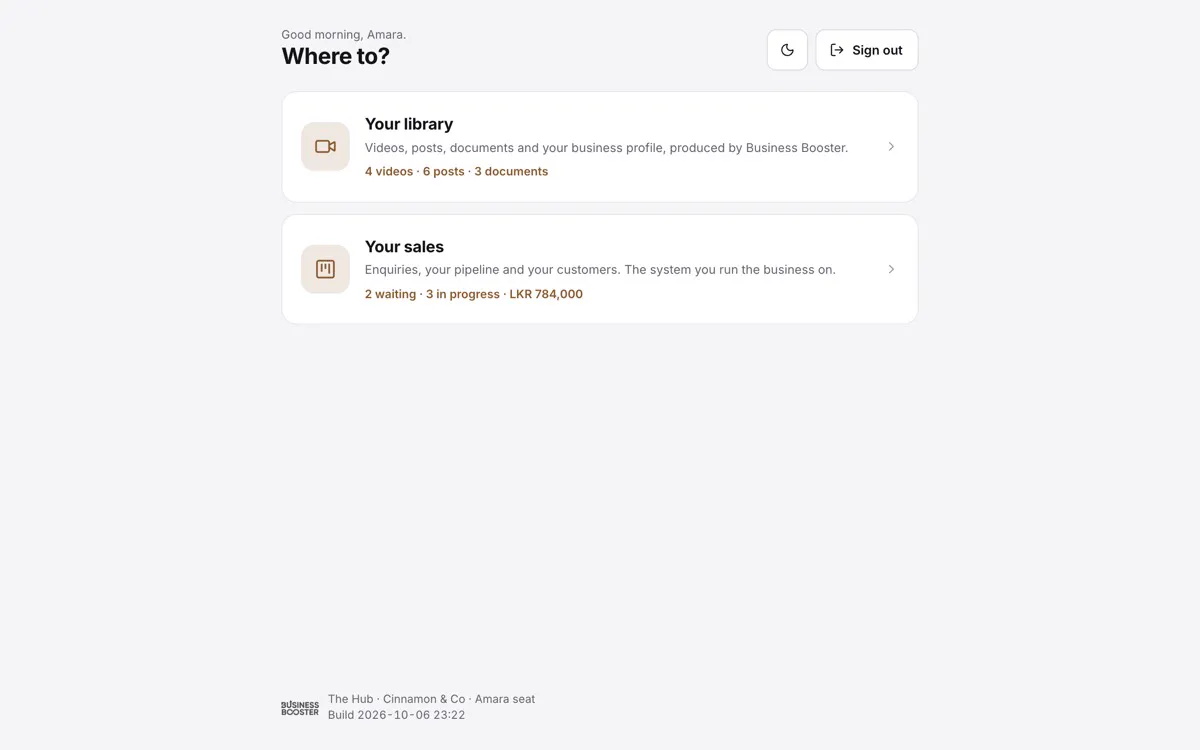 Good morning, Amara.
Where to?
Sign out
Your library
Videos, posts, documents and your business profile, produced by Business Booster.
4 videos · 6 posts · 3 documents
Your sales
Enquiries, your pipeline and your customers. The system you run the business on.
2 waiting · 3 in progress · LKR 784,000
BUSINESS
BOOSTER
The Hub · Cinnamon & Co · Amara seat
Build 2026-10-06 23:22